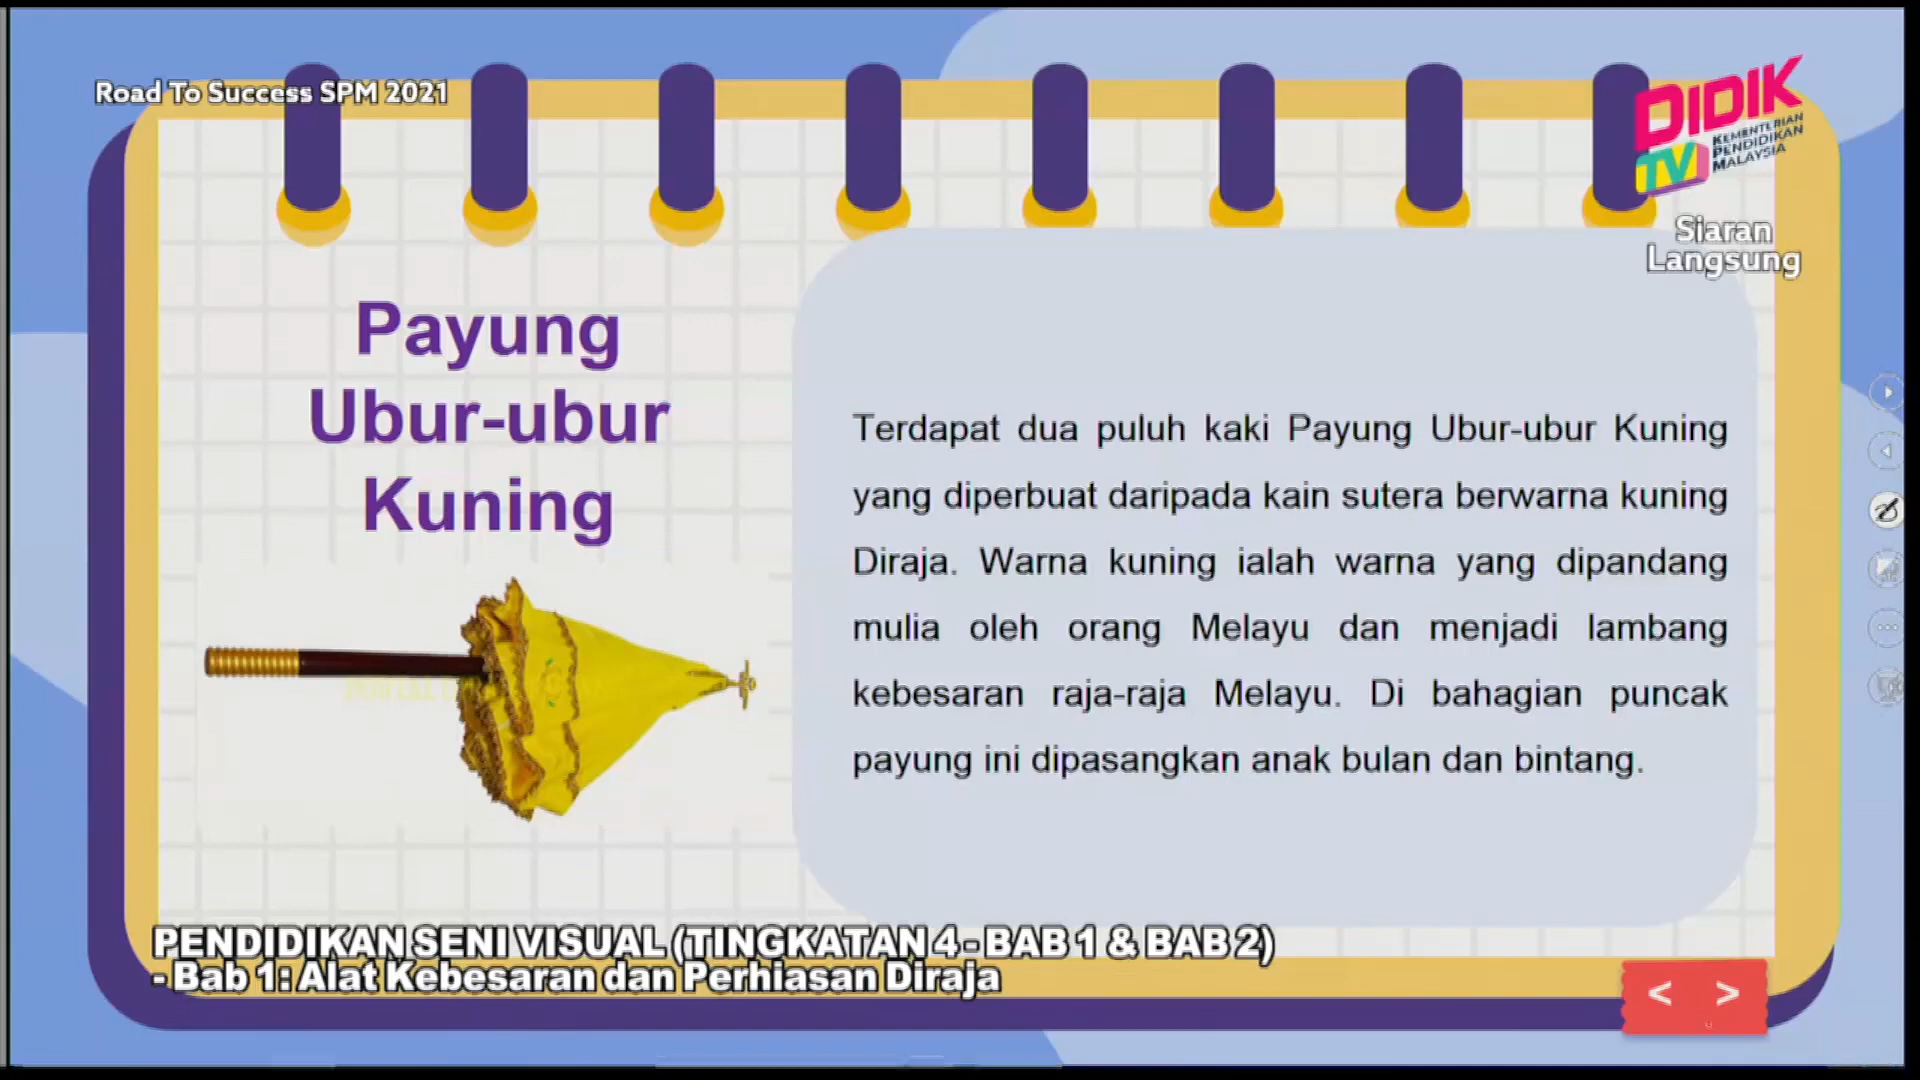 Road To Success SPM 2021
DIDIK
TV
KEMENTERIAN
PENDIDIKAN
MALAYSIA
Siaran
Langsung
Payung
Ubur-ubur
Kuning
Terdapat dua puluh kaki Payung Ubur-ubur Kuning
yang diperbuat daripada kain sutera berwarna kuning
Diraja. Warna kuning ialah warna yang dipandang
mulia oleh orang Melayu dan menjadi lambang
kebesaran raja-raja Melayu. Di bahagian puncak
payung ini dipasangkan anak bulan dan bintang.
PENDIDIKAN SENI VISUAL (TINGKATAN 4 - BAB 1 & BAB 2)
- Bab 1: Alat Kebesaran dan Perhiasan Diraja
< >